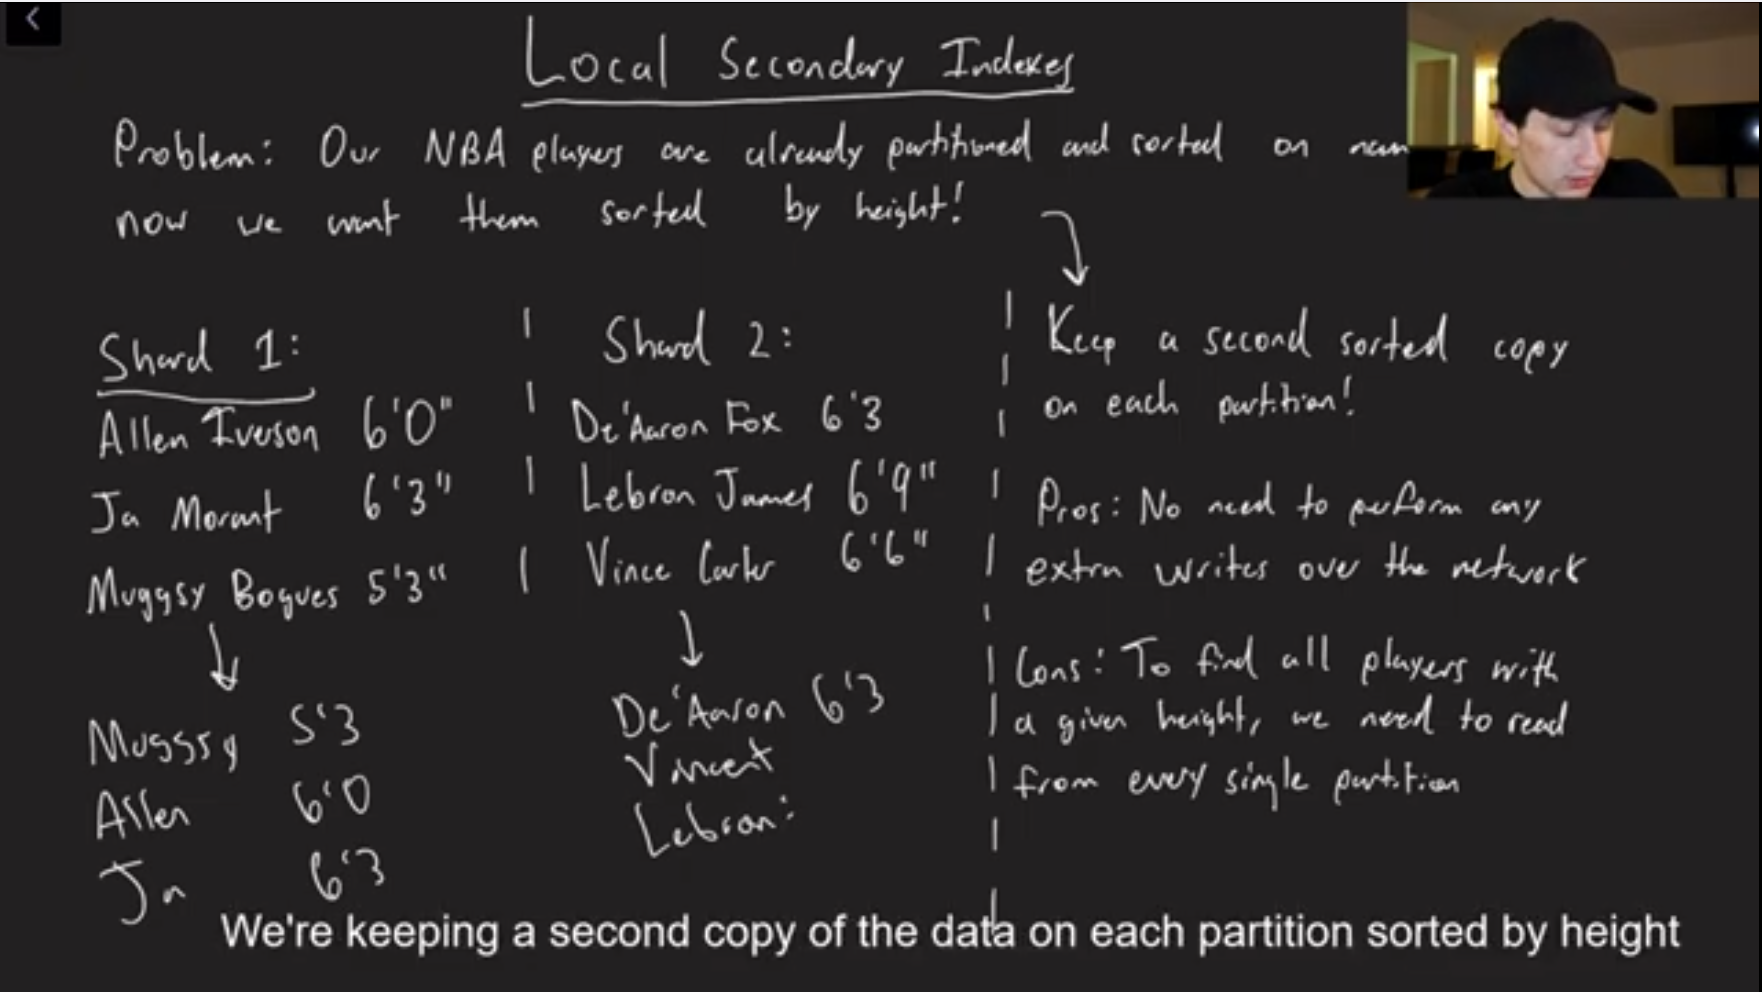 Local Secondary Indexes
Problem: Our NBA players are already partitioned and sorted on
now we want them sorted by height!
Shard 1:
Allen Iverson 6'0"
Ja Morant 6'3"
Muggsy Bogues 5'3"
Muggsy 5'3
Allen 6'0
Ja 6'3
Shard 2:
De'Aaron Fox 6'3
Lebron James 6'9"
Vince Carter 6'6"
De'Aaron 6'3
Vincent
Lebron:
Keep a second sorted copy
on each partition!
Pros: No need to perform any
extra writes over the network
Cons: To find all players with
a given height, we need to read
from every single partition
We're keeping a second copy of the data on each partition sorted by height